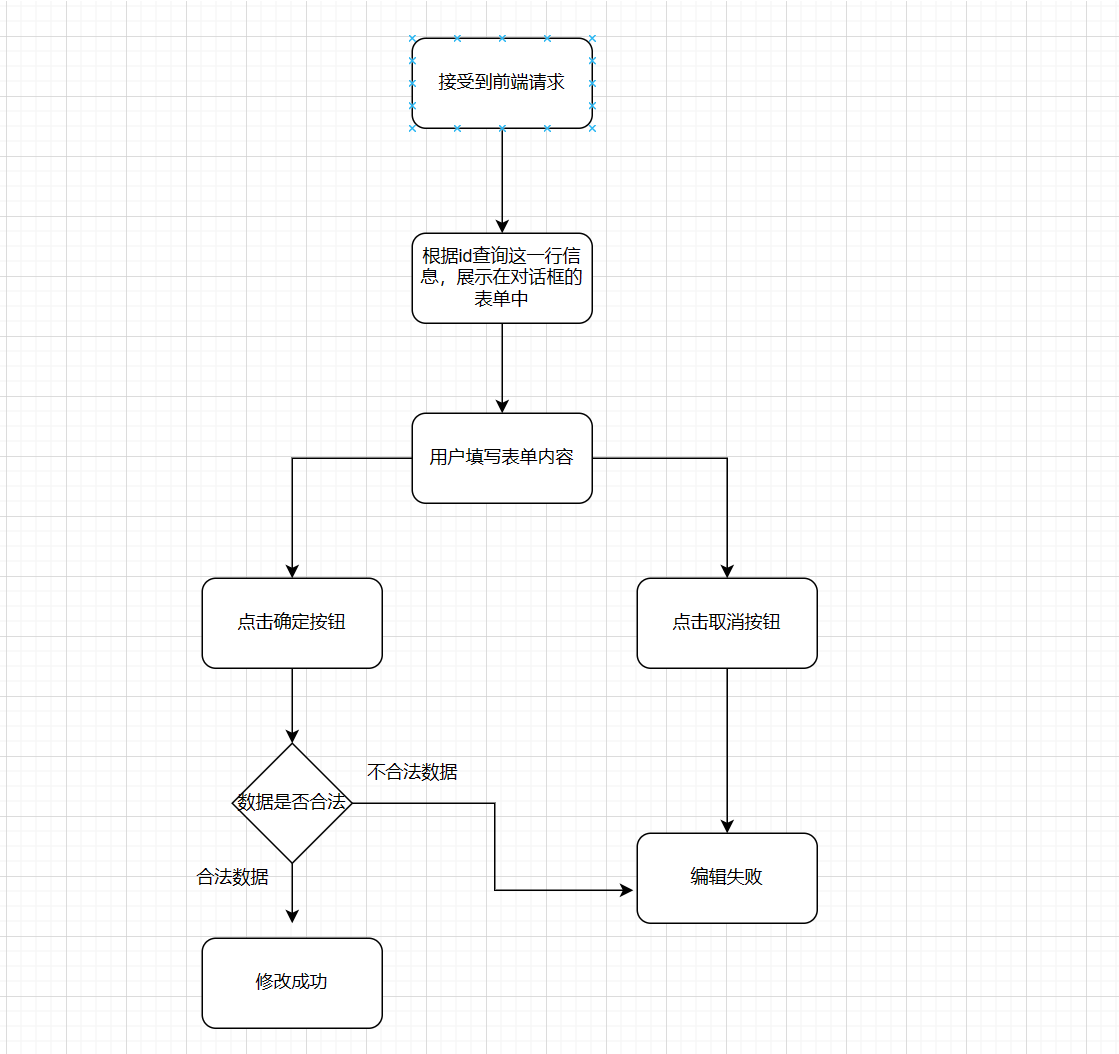 接受到前端请求
根据id查询这一行信
息，展示在对话框的
表单中
用户填写表单内容
点击确定按钮
点击取消按钮
不合法数据
数据是否合法
合法数据
编辑失败
修改成功